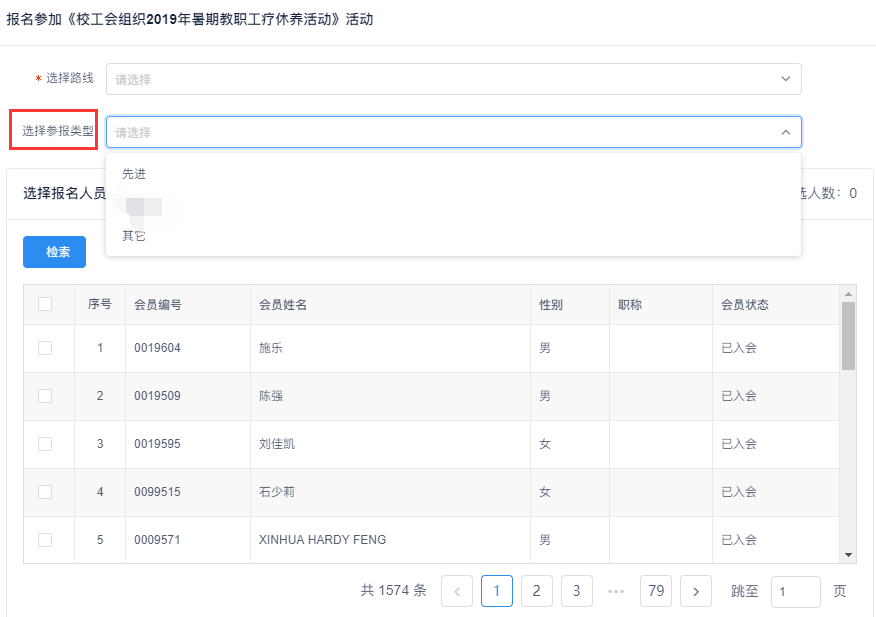 报名参加《校工会组织2019年暑期教职工疗休养活动》活动
* 选择路线 请选择
选择参报类型 请选择
先进
其它
选择报名人员 选人数：0
检索
序号 会员编号 会员姓名 性别 职称 会员状态
1 0019604 施乐 男 已入会
2 0019509 陈强 男 已入会
3 0019595 刘佳凯 女 已入会
4 0099515 石少莉 女 已入会
5 0009571 XINHUA HARDY FENG 男 已入会
共 1574 条 < 1 2 3 ••• 79 > 跳至 1 页